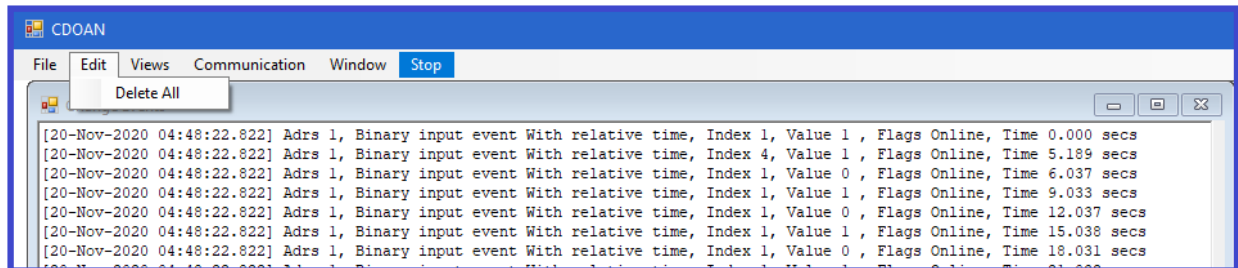 CDOAN
File Edit Views Communication Window Stop
Delete All
[20-Nov-2020 04:48:22.822] Adrs 1, Binary input event With relative time, Index 1, Value 1 , Flags Online, Time 0.000 secs
[20-Nov-2020 04:48:22.822] Adrs 1, Binary input event With relative time, Index 4, Value 1 , Flags Online, Time 5.189 secs
[20-Nov-2020 04:48:22.822] Adrs 1, Binary input event With relative time, Index 1, Value 0 , Flags Online, Time 6.037 secs
[20-Nov-2020 04:48:22.822] Adrs 1, Binary input event With relative time, Index 1, Value 1 , Flags Online, Time 9.033 secs
[20-Nov-2020 04:48:22.822] Adrs 1, Binary input event With relative time, Index 1, Value 0 , Flags Online, Time 12.037 secs
[20-Nov-2020 04:48:22.822] Adrs 1, Binary input event With relative time, Index 1, Value 1 , Flags Online, Time 15.038 secs
[20-Nov-2020 04:48:22.822] Adrs 1, Binary input event With relative time, Index 1, Value 0 , Flags Online, Time 18.031 secs